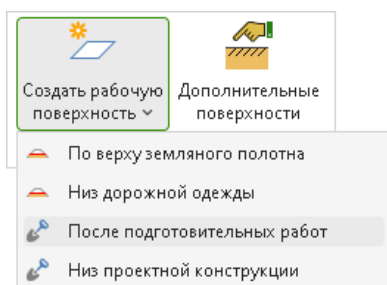 Создать рабочую
поверхность
Дополнительные
поверхности
По верху земляного полотна
Низ дорожной одежды
После подготовительных работ
Низ проектной конструкции